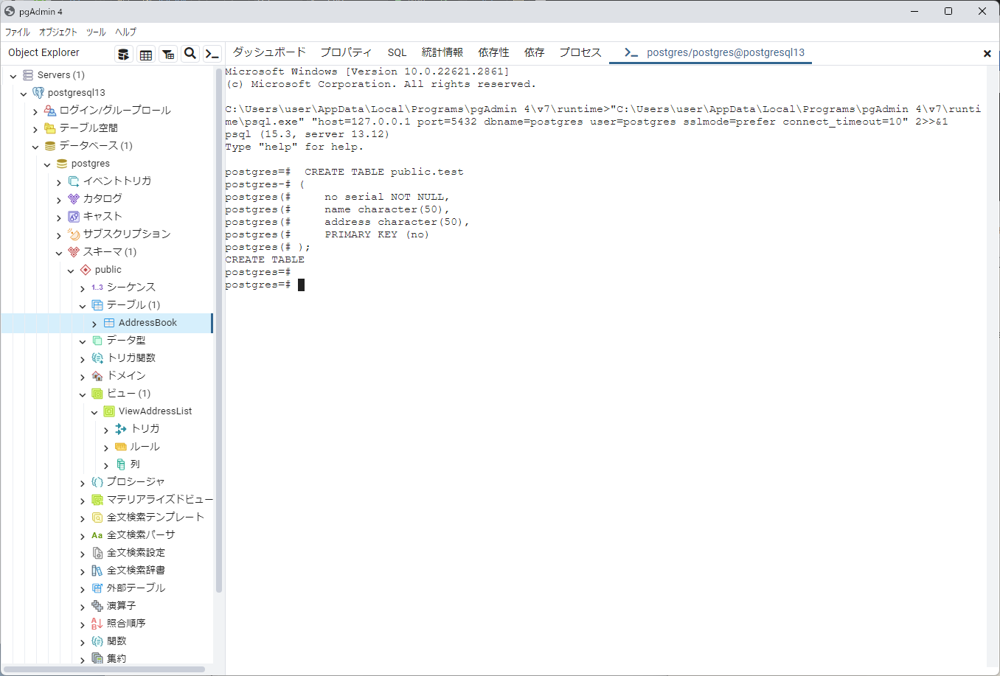 pgAdmin 4
ファイル オブジェクト ツール ヘルプ
Object Explorer
ダッシュボード プロパティ SQL 統計情報 依存性 依存 プロセス postgres/postgres@postgresql13
Servers (1)
postgresql13
ログイン/グループロール
テーブル空間
データベース (1)
postgres
イベントトリガ
カタログ
キャスト
サブスクリプション
スキーマ (1)
public
1..3 シーケンス
テーブル (1)
AddressBook
データ型
トリガ関数
ドメイン
ビュー (1)
ViewAddressList
トリガ
ルール
列
プロシージャ
マテリアライズドビュー
全文検索テンプレート
Aa 全文検索パーサ
全文検索設定
全文検索辞書
外部テーブル
演算子
照合順序
関数
集約
Microsoft Windows [Version 10.0.22621.2861]
(c) Microsoft Corporation. All rights reserved.
C:\Users\user\AppData\Local\Programs\pgAdmin 4\v7\runtime>"C:\Users\user\AppData\Local\Programs\pgAdmin 4\v7\runti
me\psql.exe" "host=127.0.0.1 port=5432 dbname=postgres user=postgres sslmode=prefer connect_timeout=10" 2>>&1
psql (15.3, server 13.12)
Type "help" for help.
postgres=#  CREATE TABLE public.test
postgres-# (
postgres(#     no serial NOT NULL,
postgres(#     name character(50),
postgres(#     address character(50),
postgres(#     PRIMARY KEY (no)
postgres(# );
CREATE TABLE
postgres=#
postgres=#